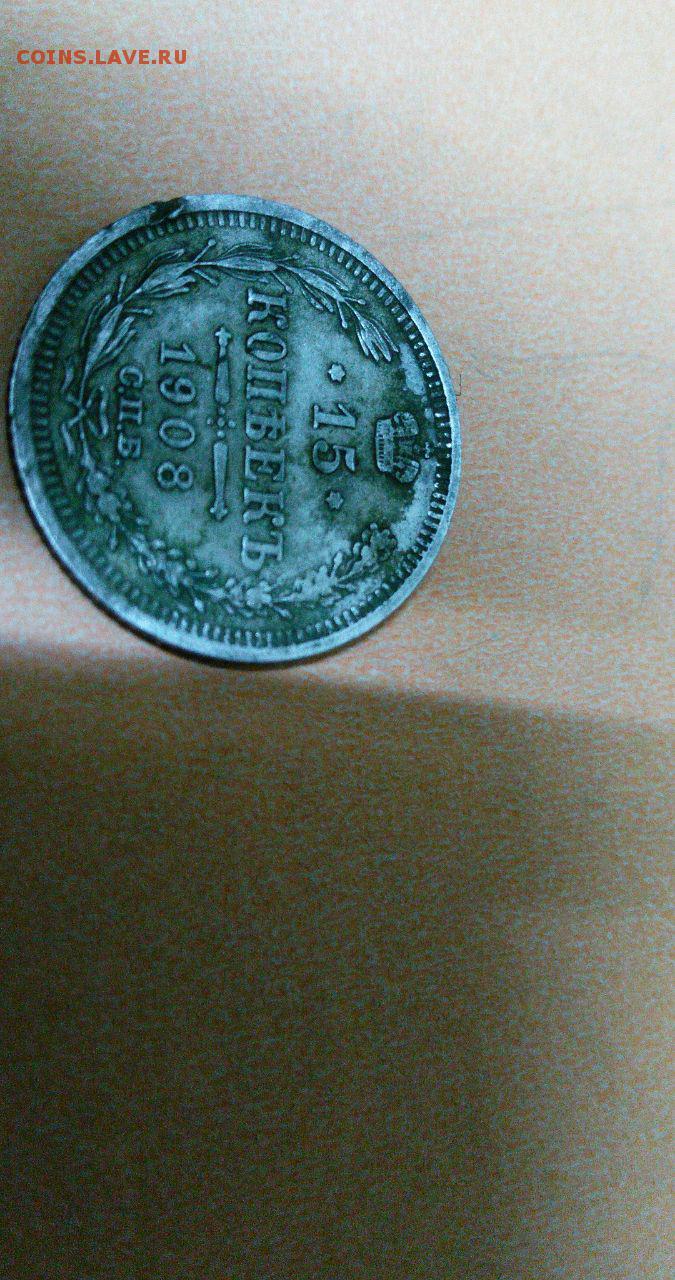 COINS.LAVE.RU
★ 15 ★
КОПѢЕКЪ
1908
С.П.Б.